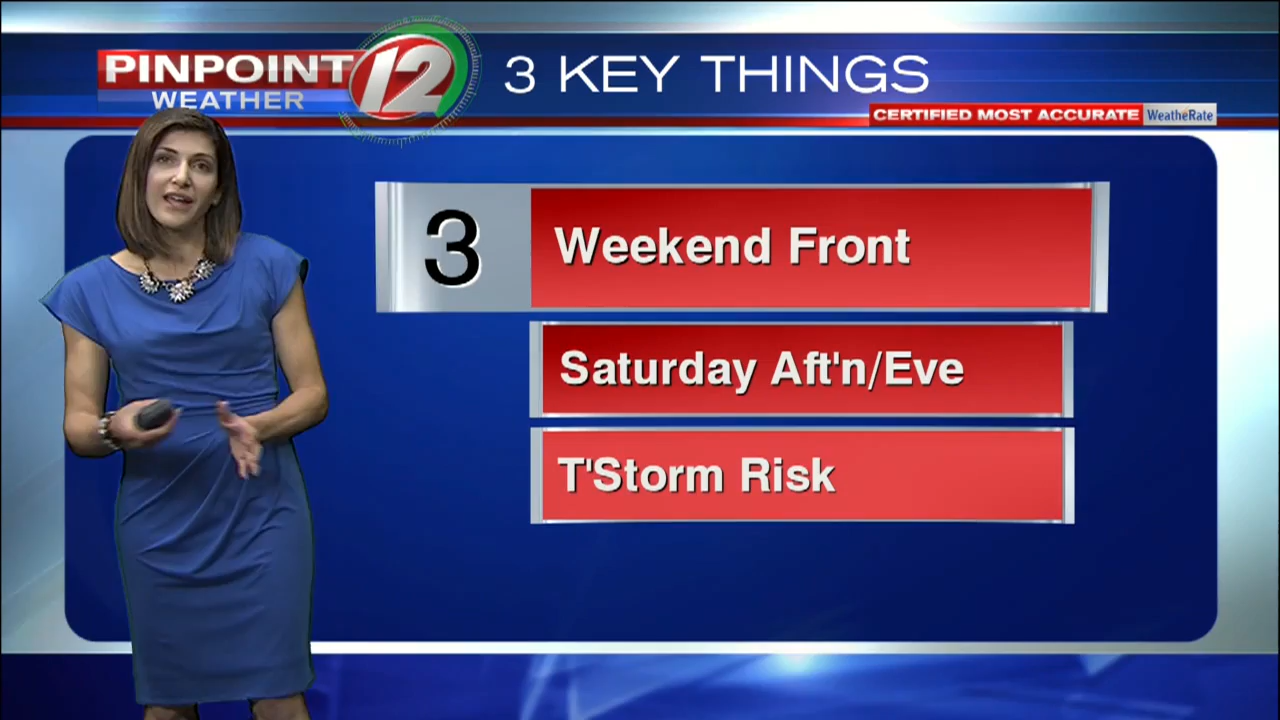 PINPOINT 12
WEATHER
3 KEY THINGS
CERTIFIED MOST ACCURATE WeatheRate
3 Weekend Front
Saturday Aft'n/Eve
T'Storm Risk